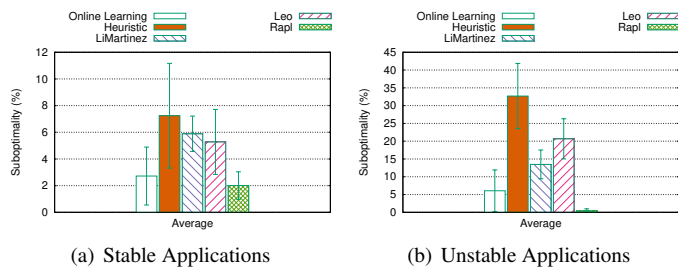 Online Learning
Heuristic
LiMartinez
Leo
Rapl
Suboptimality (%)
12
10
8
6
4
2
0
Average
(a) Stable Applications
Online Learning
Heuristic
LiMartinez
Leo
Rapl
Suboptimality (%)
45
40
35
30
25
20
15
10
5
0
Average
(b) Unstable Applications